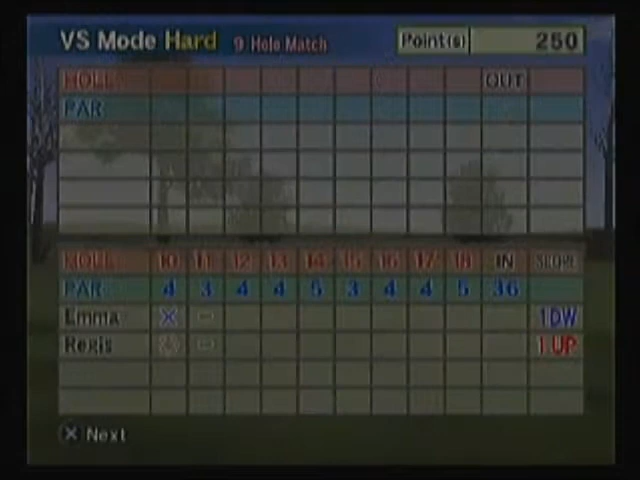 VS Mode Hard 9 Hole Match Point(s) 250
HOLE OUT
PAR
HOLE 10 11 12 13 14 15 16 17 18 IN SCORE
PAR 4 3 4 4 5 3 4 4 5 36
Emma X – 1DW
Regis ○ – 1UP
X Next